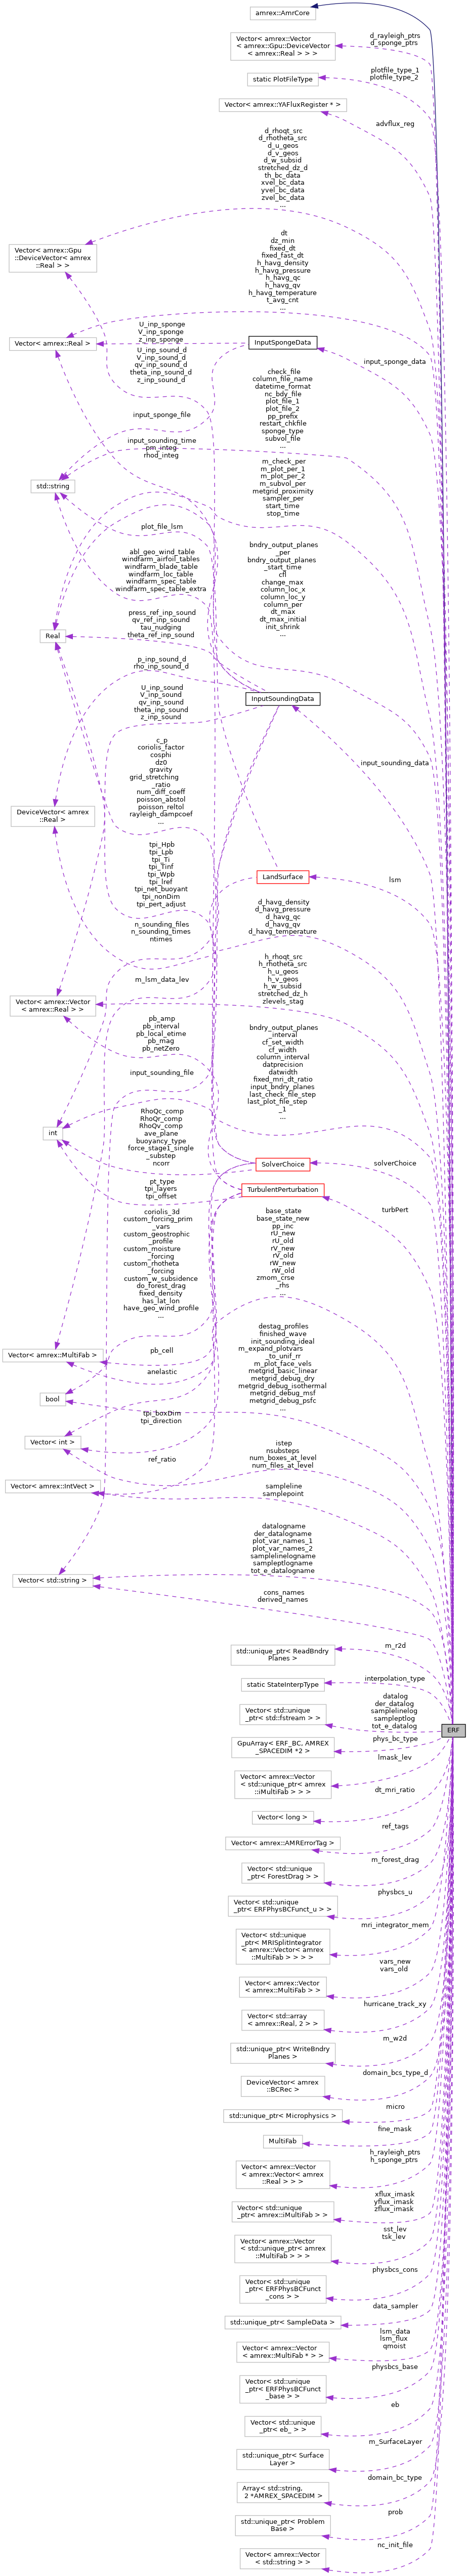 amrex::AmrCore
Vector< amrex::Vector
< amrex::Gpu::DeviceVector
< amrex::Real > > >
d_rayleigh_ptrs
d_sponge_ptrs
static PlotFileType
plotfile_type_1
plotfile_type_2
Vector< amrex::YAFluxRegister * >
advflux_reg
d_rhoqt_src
d_rhotheta_src
d_u_geos
d_v_geos
d_w_subsid
stretched_dz_d
th_bc_data
xvel_bc_data
yvel_bc_data
zvel_bc_data
...
Vector< amrex::Gpu
::DeviceVector< amrex
::Real > >
dt
dz_min
fixed_dt
fixed_fast_dt
h_havg_density
h_havg_pressure
h_havg_qc
h_havg_qv
h_havg_temperature
t_avg_cnt
...
Vector< amrex::Real >
U_inp_sponge
V_inp_sponge
z_inp_sponge
InputSpongeData
U_inp_sound_d
V_inp_sound_d
qv_inp_sound_d
theta_inp_sound_d
z_inp_sound_d
input_sponge_data
check_file
column_file_name
datetime_format
nc_bdy_file
plot_file_1
plot_file_2
pp_prefix
restart_chkfile
sponge_type
subvol_file
...
input_sponge_file
input_sounding_time
pm_integ
rhod_integ
std::string
m_check_per
m_plot_per_1
m_plot_per_2
m_subvol_per
metgrid_proximity
sampler_per
start_time
stop_time
plot_file_lsm
abl_geo_wind_table
windfarm_airfoil_tables
windfarm_blade_table
windfarm_loc_table
windfarm_spec_table
windfarm_spec_table_extra
bndry_output_planes
_per
bndry_output_planes
_start_time
cfl
change_max
column_loc_x
column_loc_y
column_per
dt_max
dt_max_initial
init_shrink
...
press_ref_inp_sound
qv_ref_inp_sound
tau_nudging
theta_ref_inp_sound
Real
p_inp_sound_d
rho_inp_sound_d
U_inp_sound
V_inp_sound
qv_inp_sound
theta_inp_sound
z_inp_sound
InputSoundingData
input_sounding_data
c_p
coriolis_factor
cosphi
dz0
gravity
grid_stretching
_ratio
num_diff_coeff
poisson_abstol
poisson_reltol
rayleigh_dampcoef
...
DeviceVector< amrex
::Real >
tpi_Hpb
tpi_Lpb
tpi_Ti
tpi_Tinf
tpi_Wpb
tpi_lref
tpi_net_buoyant
tpi_nonDim
tpi_pert_adjust
LandSurface
lsm
n_sounding_files
n_sounding_times
ntimes
d_havg_density
d_havg_pressure
d_havg_qc
d_havg_qv
d_havg_temperature
m_lsm_data_lev
h_rhoqt_src
h_rhotheta_src
h_u_geos
h_v_geos
h_w_subsid
stretched_dz_h
zlevels_stag
Vector< amrex::Vector
< amrex::Real > >
pb_amp
pb_interval
pb_local_etime
pb_mag
pb_netZero
bndry_output_planes
_interval
cf_set_width
cf_width
column_interval
datprecision
datwidth
fixed_mri_dt_ratio
input_bndry_planes
last_check_file_step
last_plot_file_step
_1
...
input_sounding_file
int
RhoQc_comp
RhoQr_comp
RhoQv_comp
ave_plane
buoyancy_type
force_stage1_single
_substep
ncorr
SolverChoice
solverChoice
pt_type
tpi_layers
tpi_offset
TurbulentPerturbation
turbPert
coriolis_3d
custom_forcing_prim
_vars
custom_geostrophic
_profile
custom_moisture
_forcing
custom_rhotheta
_forcing
custom_w_subsidence
do_forest_drag
fixed_density
has_lat_lon
have_geo_wind_profile
...
base_state
base_state_new
pp_inc
rU_new
rU_old
rV_new
rV_old
rW_new
rW_old
zmom_crse
_rhs
...
Vector< amrex::MultiFab >
pb_cell
anelastic
destag_profiles
finished_wave
init_sounding_ideal
m_expand_plotvars
_to_unif_rr
m_plot_face_vels
metgrid_basic_linear
metgrid_debug_dry
metgrid_debug_isothermal
metgrid_debug_msf
metgrid_debug_psfc
...
bool
tpi_boxDim
tpi_direction
Vector< int >
ref_ratio
istep
nsubsteps
num_boxes_at_level
num_files_at_level
Vector< amrex::IntVect >
sampleline
samplepoint
datalogname
der_datalogname
plot_var_names_1
plot_var_names_2
samplelinelogname
sampleptlogname
tot_e_datalogname
Vector< std::string >
cons_names
derived_names
std::unique_ptr< ReadBndry
Planes >
m_r2d
static StateInterpType
interpolation_type
Vector< std::unique
_ptr< std::fstream > >
datalog
der_datalog
samplelinelog
sampleptlog
tot_e_datalog
ERF
GpuArray< ERF_BC, AMREX
_SPACEDIM *2 >
phys_bc_type
Vector< amrex::Vector
< std::unique_ptr< amrex
::iMultiFab > > >
lmask_lev
Vector< long >
dt_mri_ratio
Vector< amrex::AMRErrorTag >
ref_tags
Vector< std::unique
_ptr< ForestDrag > >
m_forest_drag
Vector< std::unique
_ptr< ERFPhysBCFunct_u > >
physbcs_u
Vector< std::unique
_ptr< MRISplitIntegrator
< amrex::Vector< amrex
::MultiFab > > > >
mri_integrator_mem
Vector< amrex::Vector
< amrex::MultiFab > >
vars_new
vars_old
Vector< std::array
< amrex::Real, 2 > >
hurricane_track_xy
std::unique_ptr< WriteBndry
Planes >
m_w2d
DeviceVector< amrex
::BCRec >
domain_bcs_type_d
std::unique_ptr< Microphysics >
micro
MultiFab
fine_mask
Vector< amrex::Vector
< amrex::Vector< amrex
::Real > > >
h_rayleigh_ptrs
h_sponge_ptrs
Vector< std::unique
_ptr< amrex::iMultiFab > >
xflux_imask
yflux_imask
zflux_imask
Vector< amrex::Vector
< std::unique_ptr< amrex
::MultiFab > > >
sst_lev
tsk_lev
Vector< std::unique
_ptr< ERFPhysBCFunct
_cons > >
physbcs_cons
std::unique_ptr< SampleData >
data_sampler
Vector< amrex::Vector
< amrex::MultiFab * > >
lsm_data
lsm_flux
qmoist
Vector< std::unique
_ptr< ERFPhysBCFunct
_base > >
physbcs_base
Vector< std::unique
_ptr< eb_ > >
eb
std::unique_ptr< Surface
Layer >
m_SurfaceLayer
Array< std::string,
2 *AMREX_SPACEDIM >
domain_bc_type
std::unique_ptr< Problem
Base >
prob
Vector< amrex::Vector
< std::string > >
nc_init_file